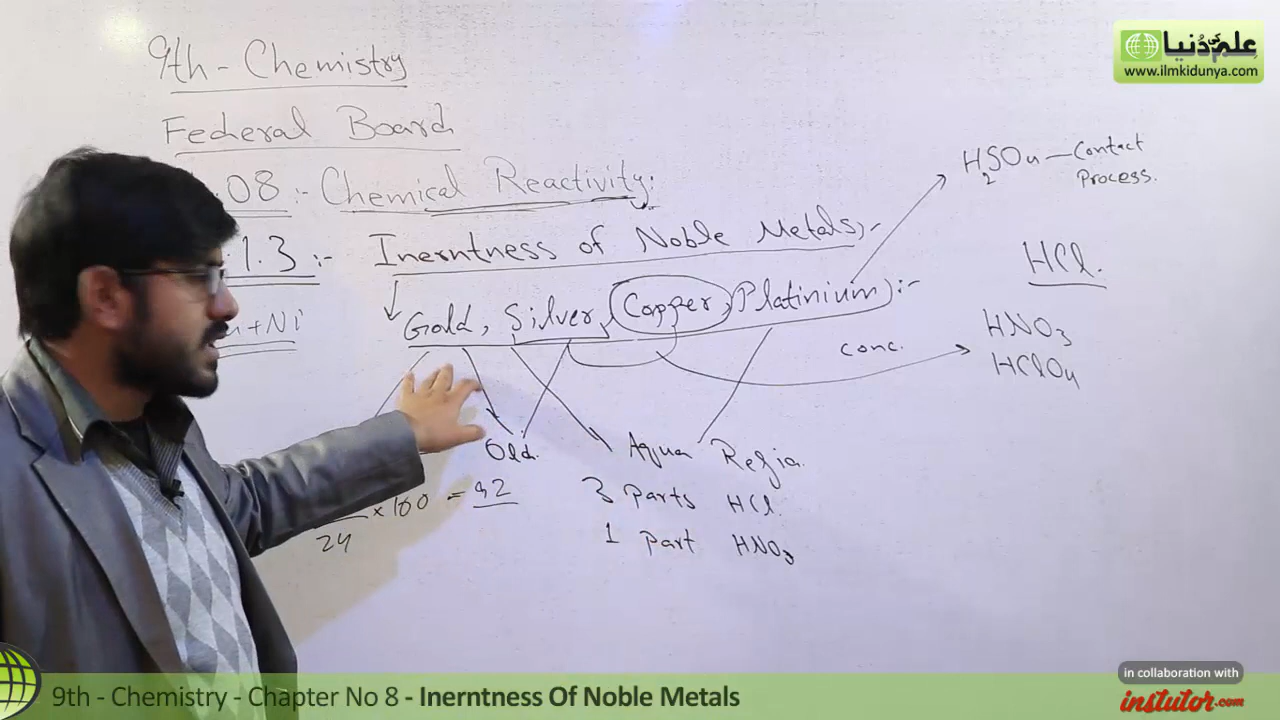 علم کی دنیا
www.ilmkidunya.com
9th - Chemistry
Federal Board
08 :- Chemical Reactivity:
1.3 :- Inerntness of Noble Metals:-
Gold, Silver, Copper, Platinium):-
+Ni
H2SO4 — Contact
Process.
HCl.
conc.
HNO3
HClO4
Old.
Aqua Regia.
3 parts HCl.
1 part HNO3
24 × 100 = 92
in collaboration with
instutor.com
9th - Chemistry - Chapter No 8 - Inerntness Of Noble Metals